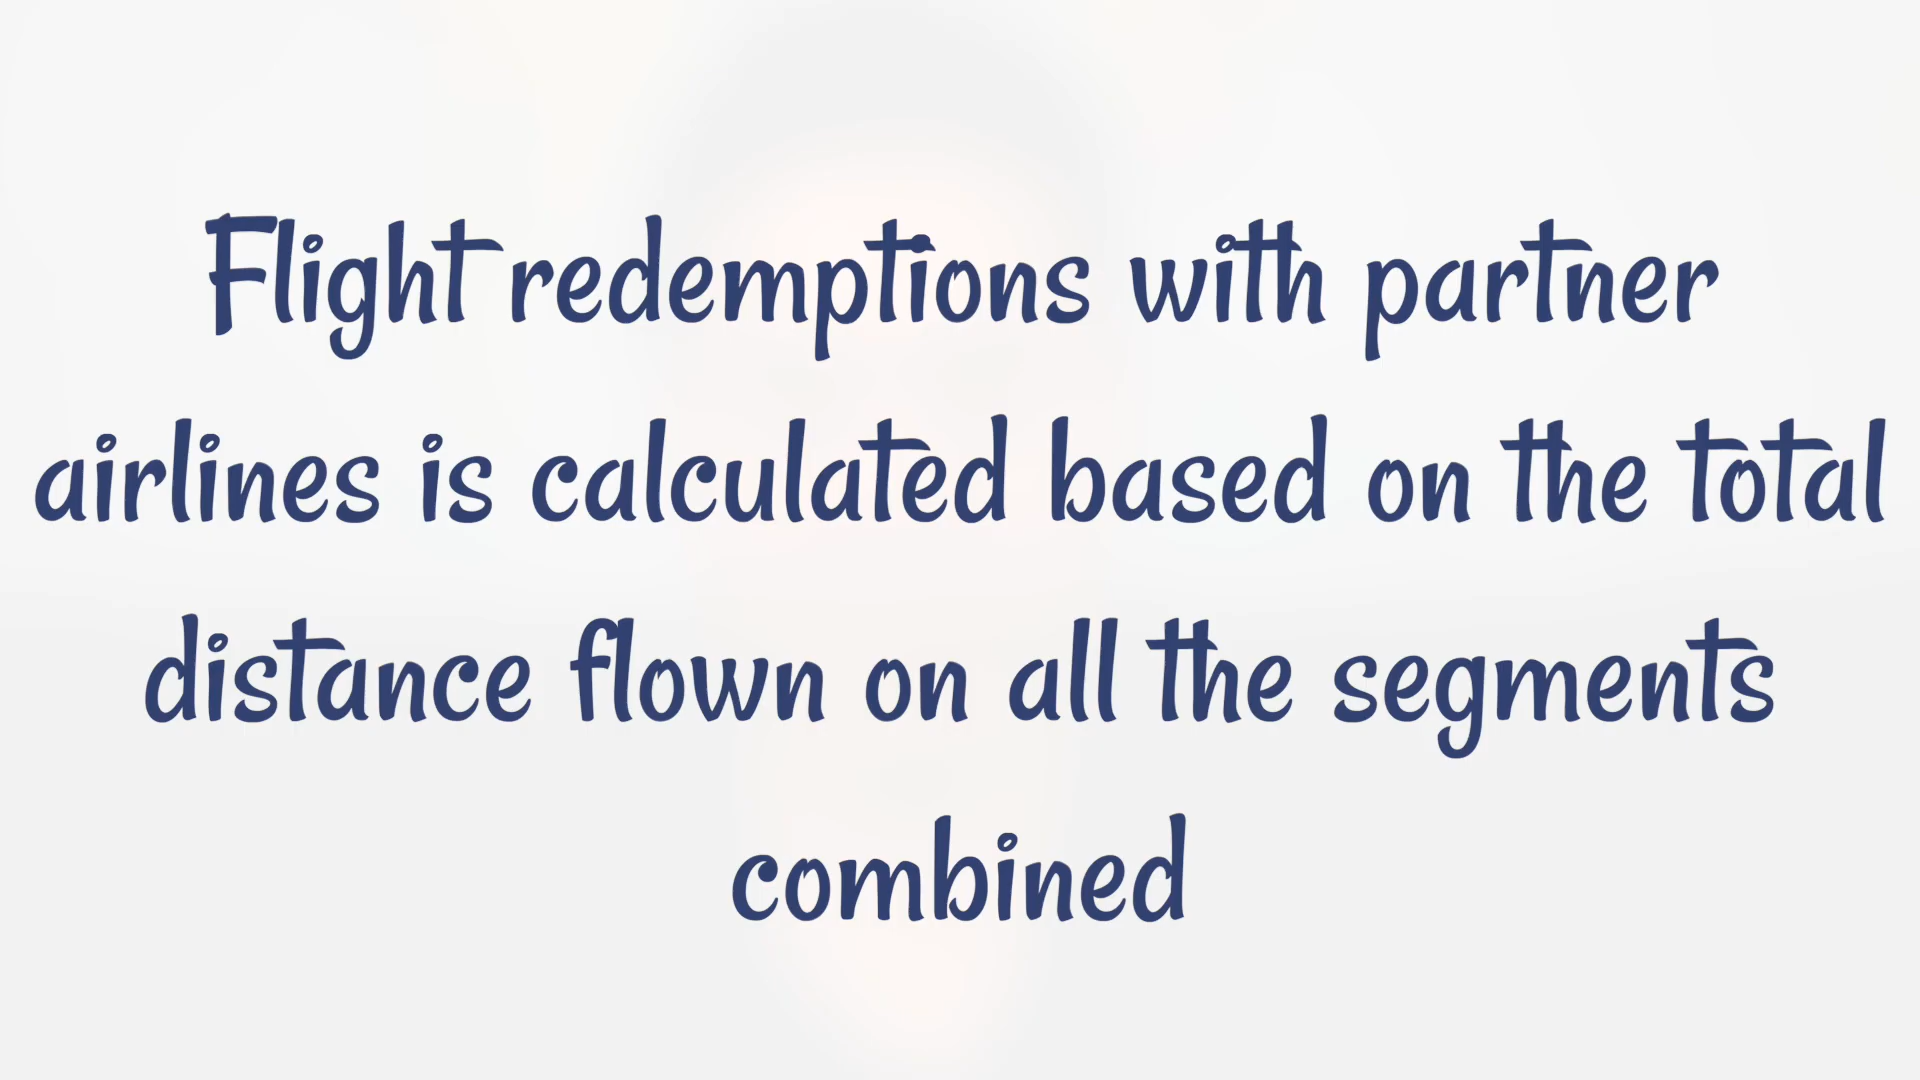 Flight redemptions with partner
airlines is calculated based on the total
distance flown on all the segments
combined